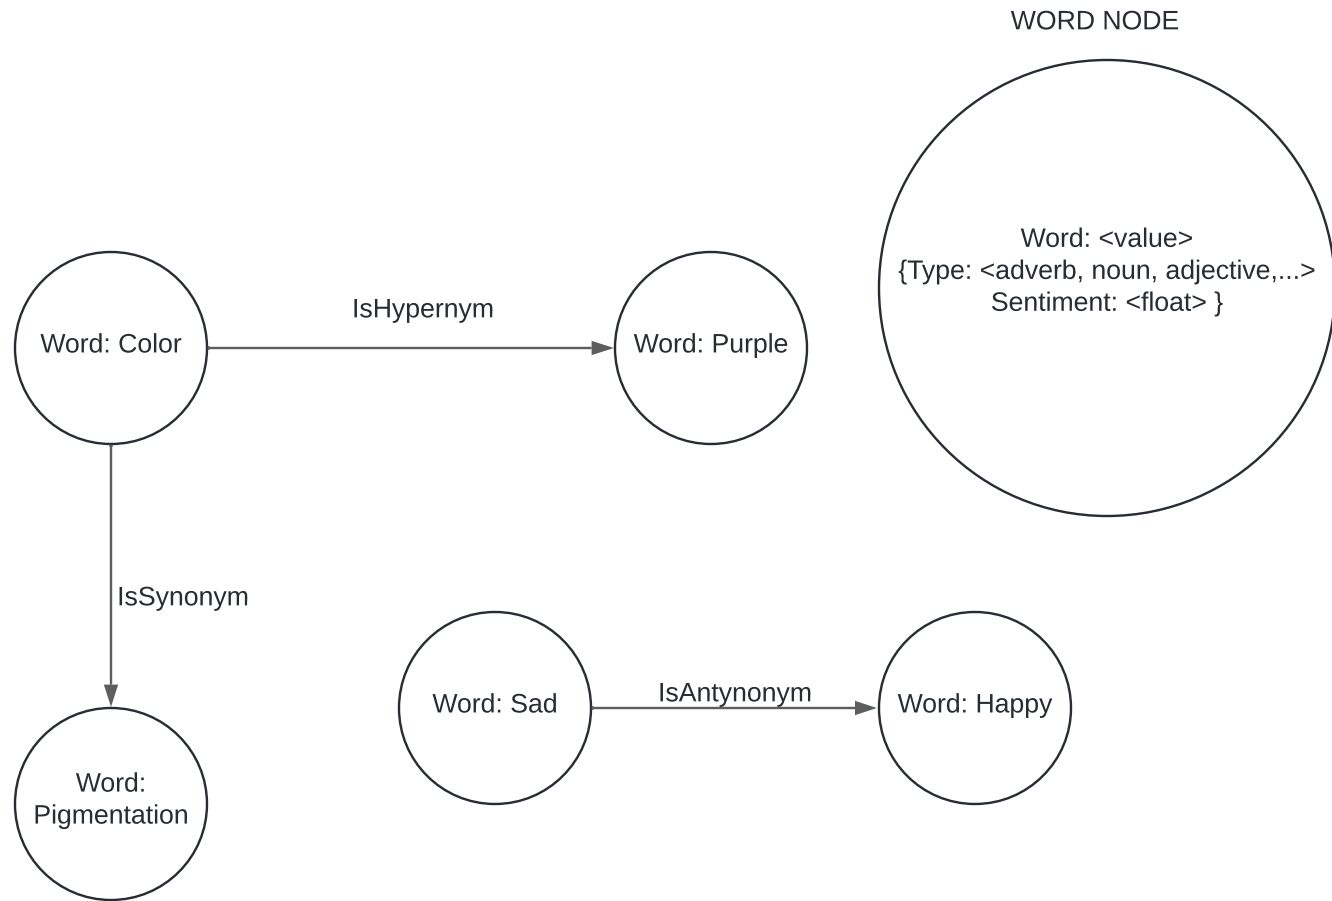 WORD NODE
Word: <value>
{Type: <adverb, noun, adjective,...>
Sentiment: <float> }
IsHypernym
Word: Color
Word: Purple
IsSynonym
IsAntynonym
Word: Sad
Word: Happy
Word:
Pigmentation